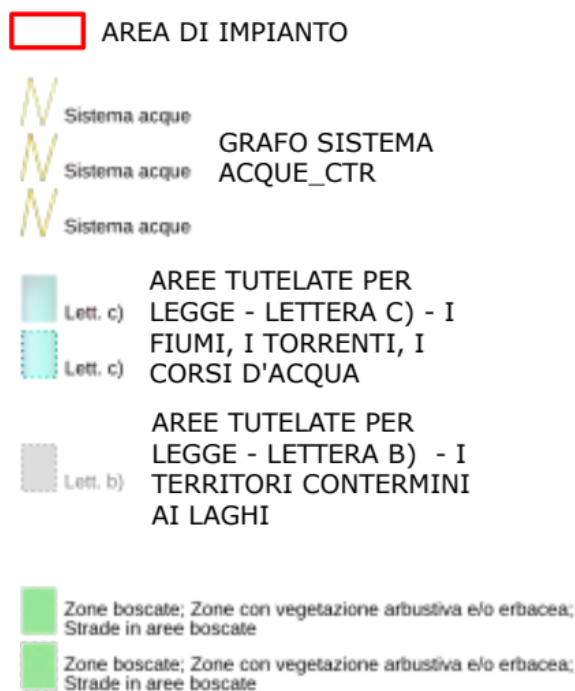 AREA DI IMPIANTO
Sistema acque
Sistema acque
Sistema acque
GRAFO SISTEMA
ACQUE_CTR
Lett. c)
Lett. c)
AREE TUTELATE PER
LEGGE - LETTERA C) - I
FIUMI, I TORRENTI, I
CORSI D'ACQUA
Lett. b)
AREE TUTELATE PER
LEGGE - LETTERA B)  - I
TERRITORI CONTERMINI
AI LAGHI
Zone boscate; Zone con vegetazione arbustiva e/o erbacea;
Strade in aree boscate
Zone boscate; Zone con vegetazione arbustiva e/o erbacea;
Strade in aree boscate